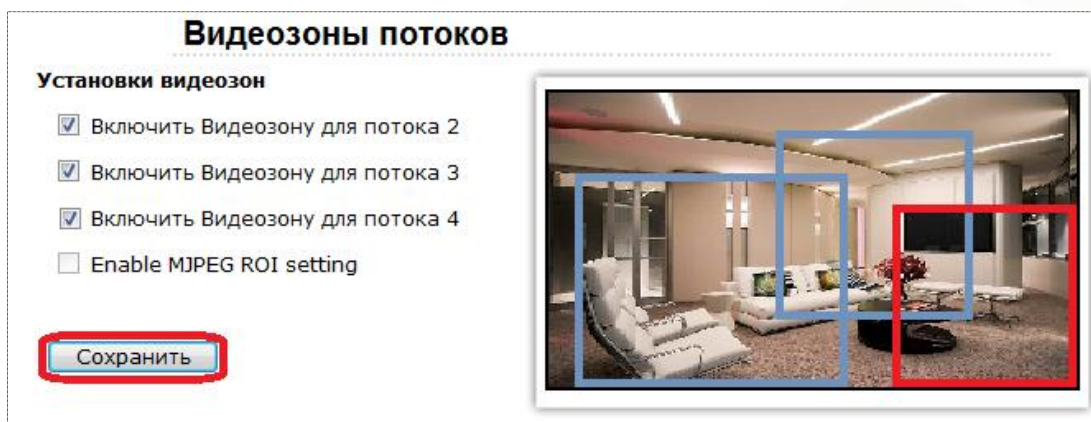 Видеозоны потоков
Установки видеозон
Включить Видеозону для потока 2
Включить Видеозону для потока 3
Включить Видеозону для потока 4
Enable MJPEG ROI setting
Сохранить